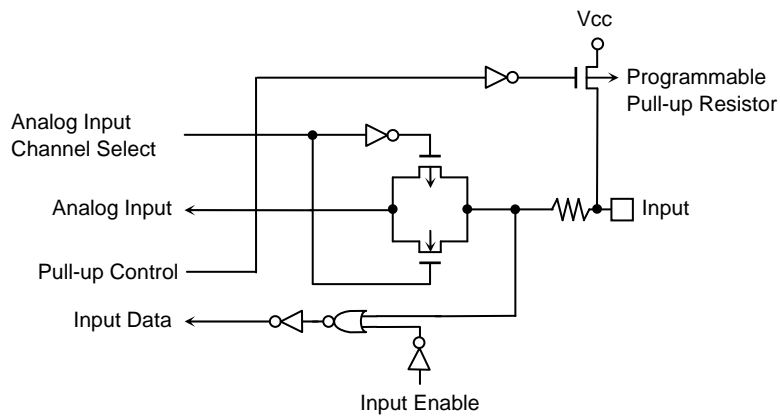 Vcc
Programmable
Pull-up Resistor
Analog Input
Channel Select
Analog Input
Input
Pull-up Control
Input Data
Input Enable